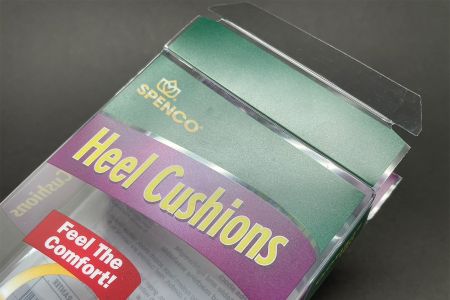 SPENCO®
Heel Cushions
Cushions
Feel The
Comfort!